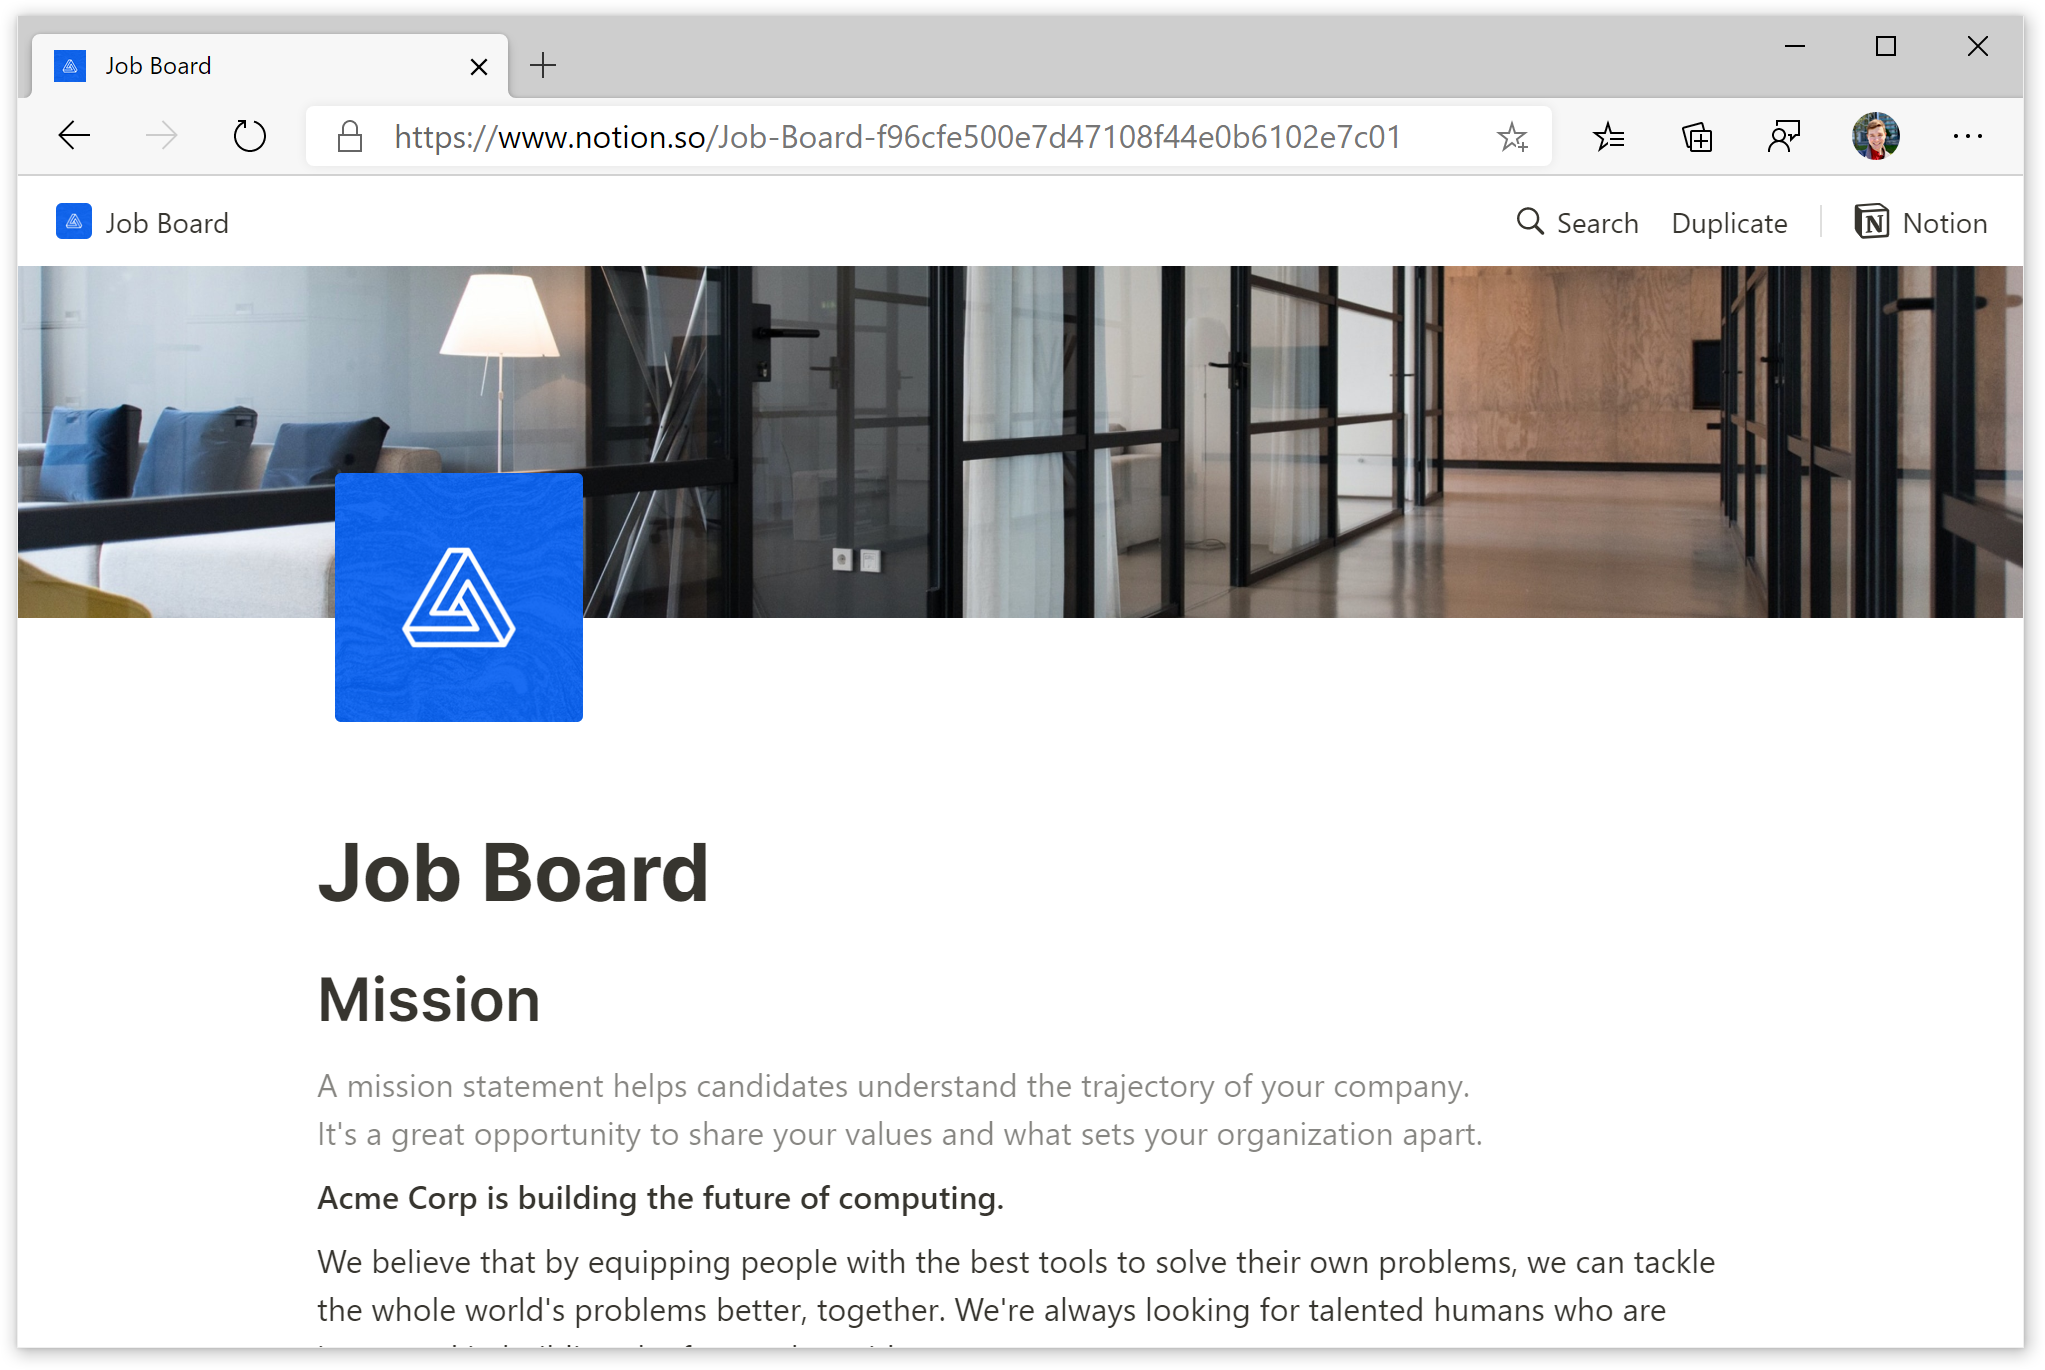 Job Board
https://www.notion.so/Job-Board-f96cfe500e7d47108f44e0b6102e7c01
Job Board
Search Duplicate Notion
Job Board
Mission
A mission statement helps candidates understand the trajectory of your company.
It's a great opportunity to share your values and what sets your organization apart.
Acme Corp is building the future of computing.
We believe that by equipping people with the best tools to solve their own problems, we can tackle
the whole world's problems better, together. We're always looking for talented humans who are